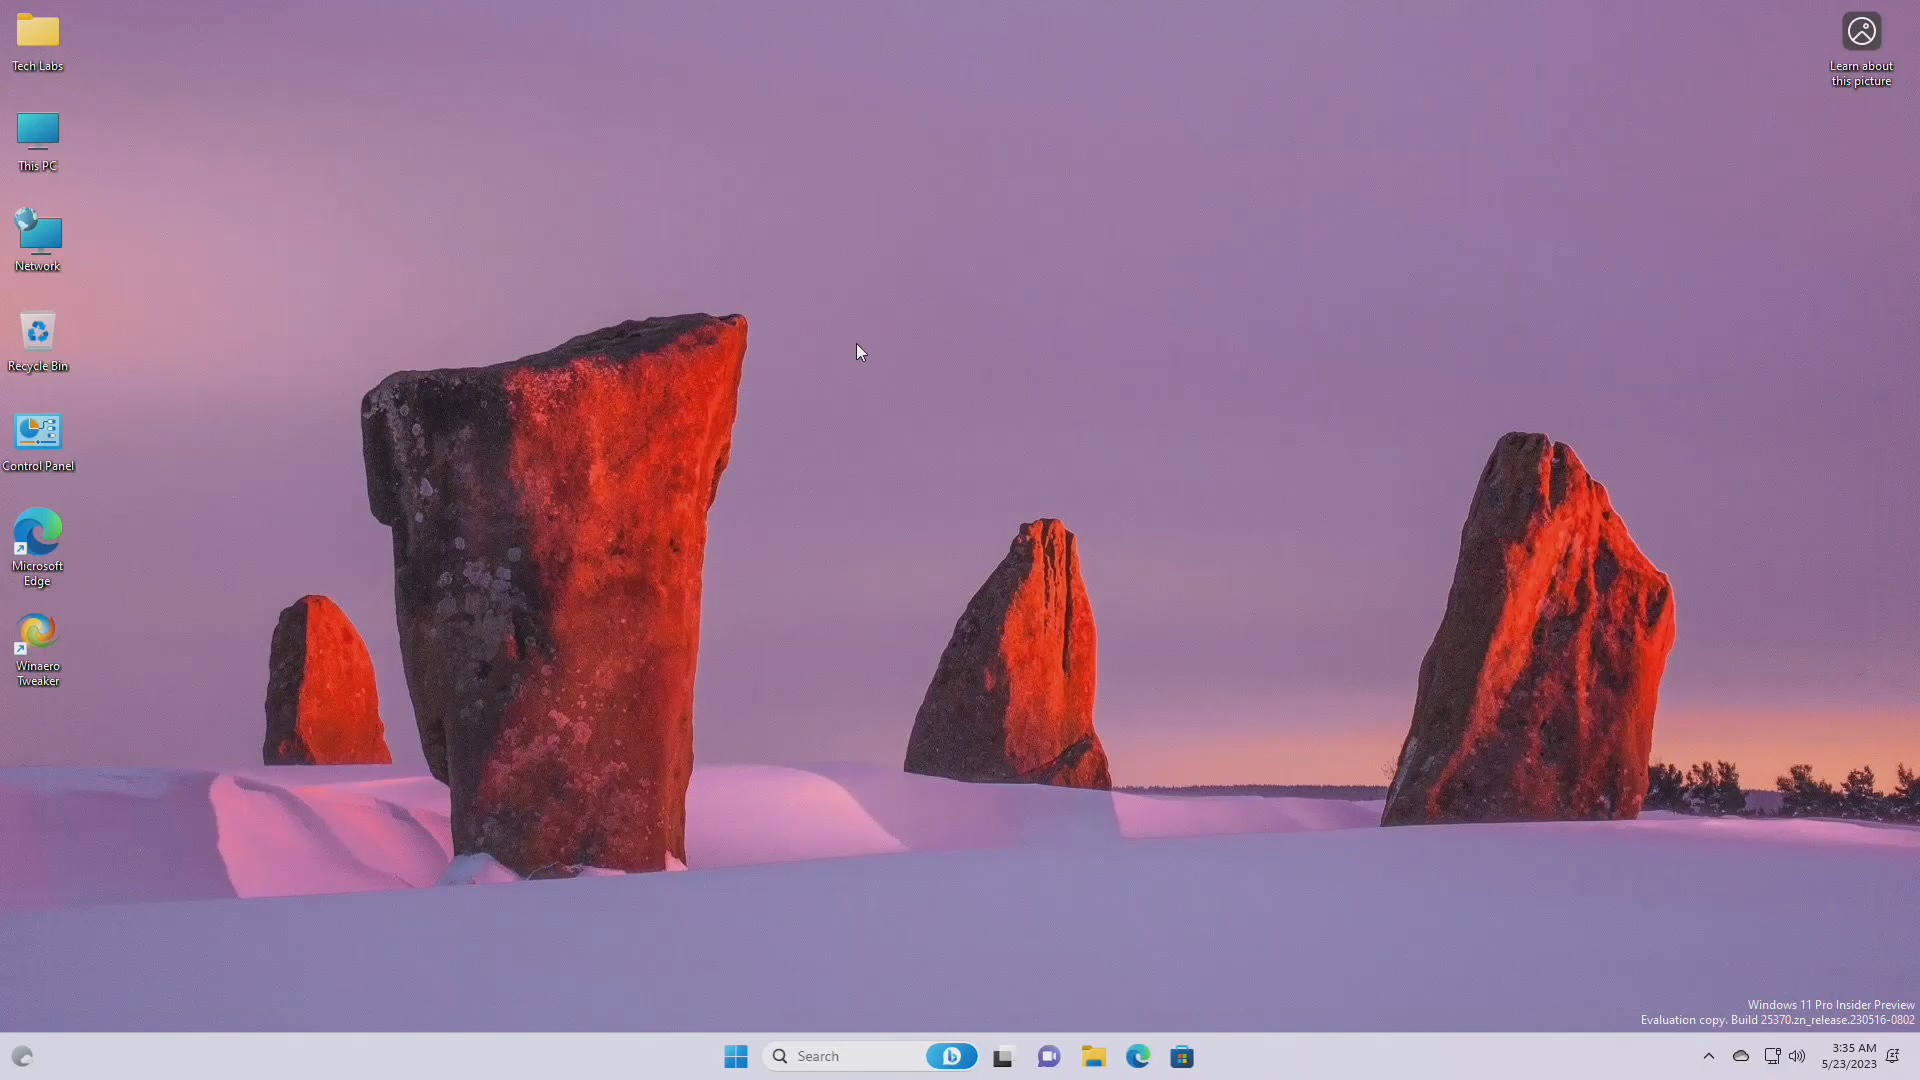 Tech Labs
This PC
Network
Recycle Bin
Control Panel
Microsoft
Edge
Winaero
Tweaker
Learn about
this picture
Windows 11 Pro Insider Preview
Evaluation copy. Build 25370.zn_release.230516-0802
Search
3:35 AM
5/23/2023